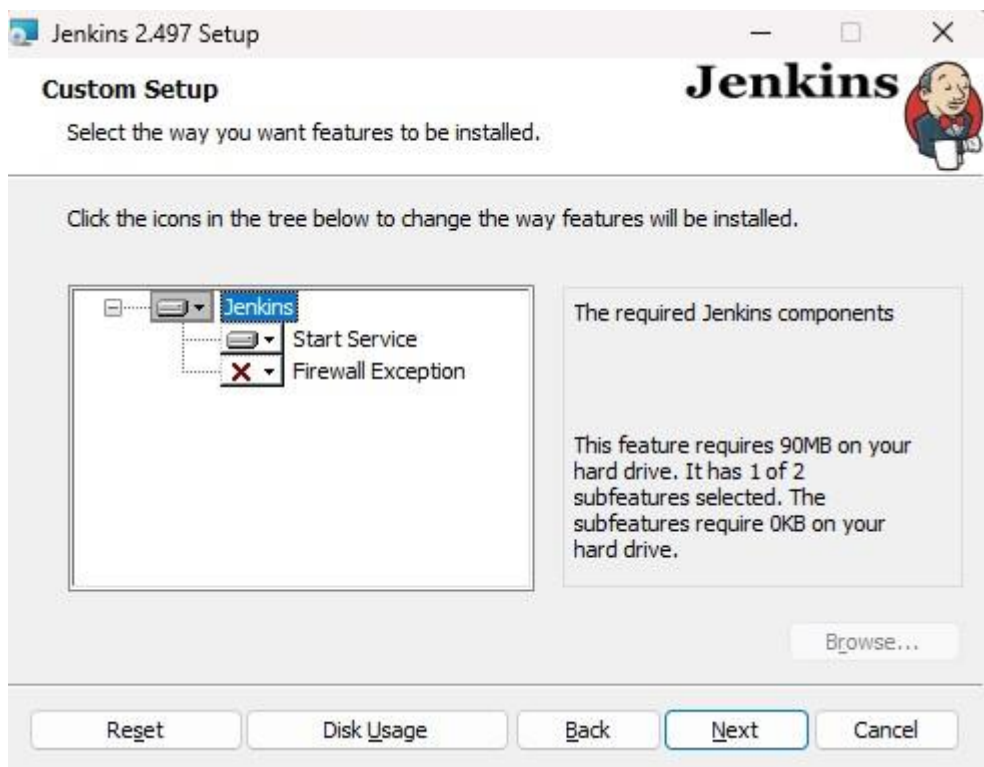 Jenkins 2.497 Setup
Custom Setup
Jenkins
Select the way you want features to be installed.
Click the icons in the tree below to change the way features will be installed.
Jenkins
Start Service
Firewall Exception
The required Jenkins components
This feature requires 90MB on your
hard drive. It has 1 of 2
subfeatures selected. The
subfeatures require 0KB on your
hard drive.
Browse...
Reset Disk Usage Back Next Cancel